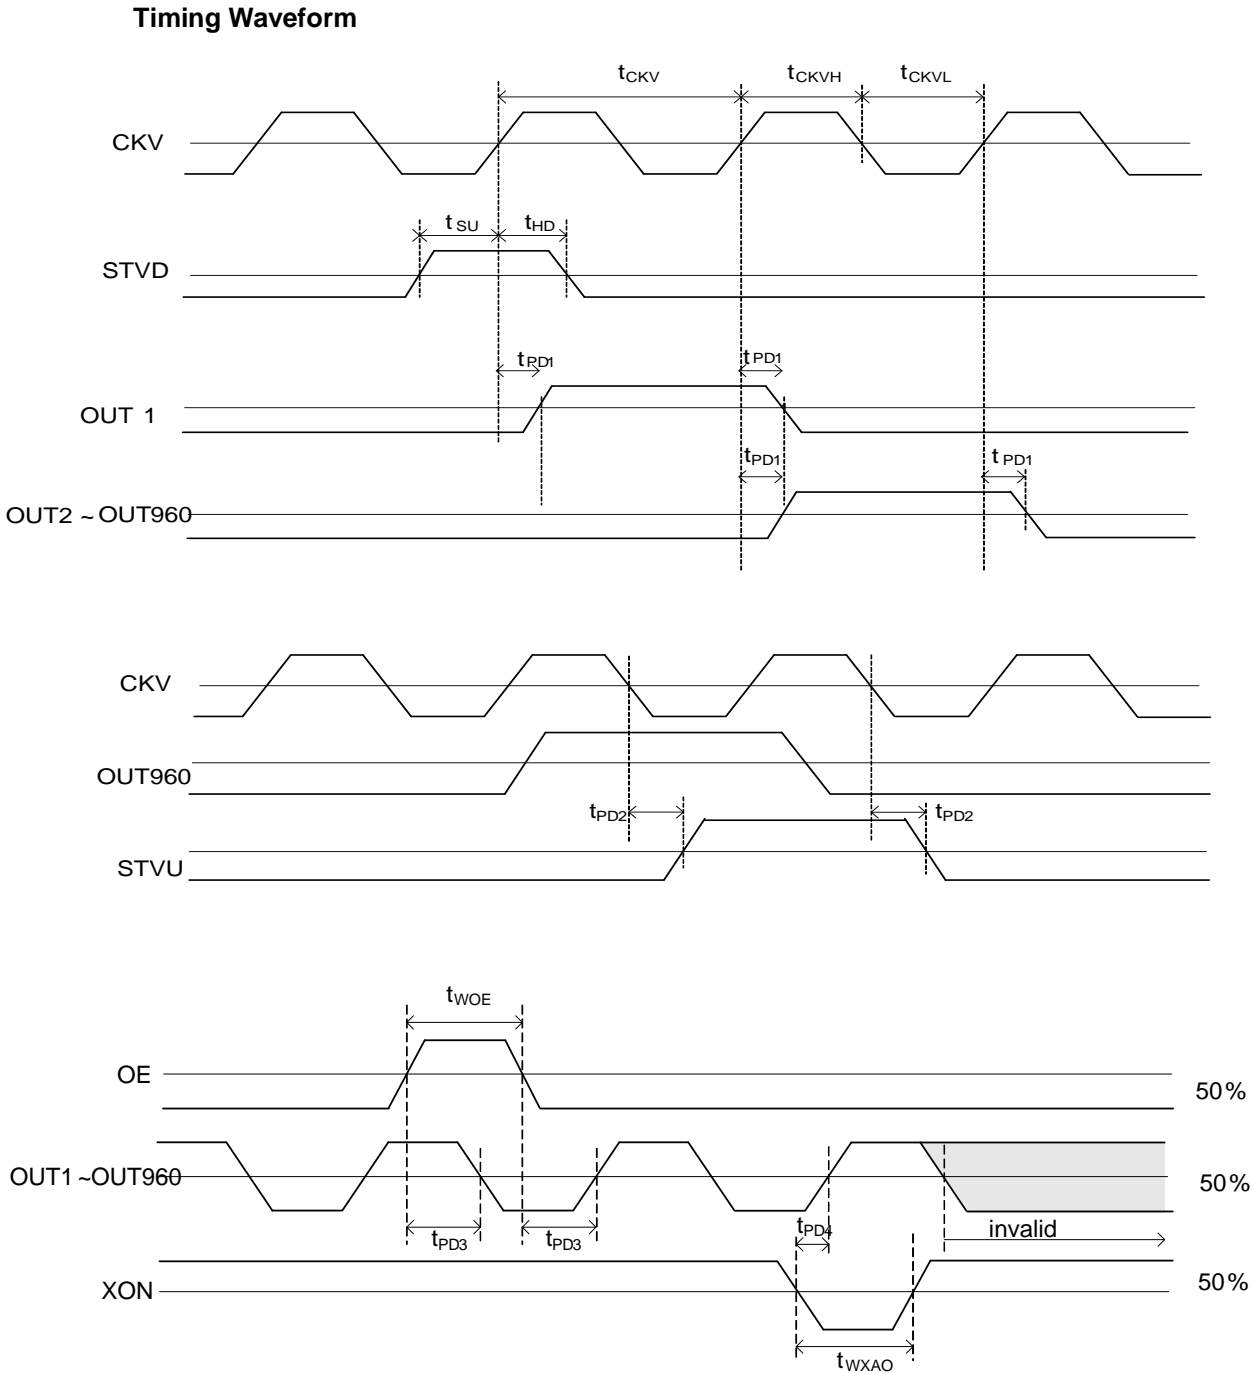 Timing Waveform
tCKV tCKVH tCKVL
CKV
tSU tHD
STVD
tPD1 tPD1
OUT 1
tPD1 tPD1
OUT2 ~ OUT960
CKV
OUT960
tPD2 tPD2
STVU
tWOE
OE
50%
OUT1 ~OUT960
50%
tPD3 tPD3 tPD4 invalid
XON
50%
tWXAO